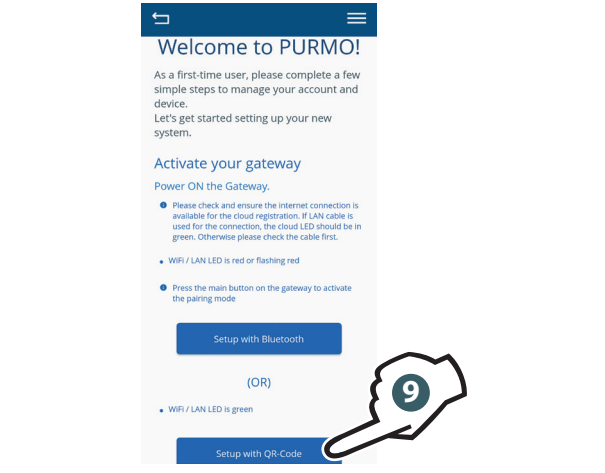 Welcome to PURMO!
As a first-time user, please complete a few
simple steps to manage your account and
device.
Let's get started setting up your new
system.
Activate your gateway
Power ON the Gateway.
Please check and ensure the internet connection is
available for the cloud registration. If LAN cable is
used for the connection, the cloud LED should be in
green. Otherwise please check the cable first.
• WiFi / LAN LED is red or flashing red
Press the main button on the gateway to activate
the pairing mode
Setup with Bluetooth
(OR)
• WiFi / LAN LED is green
Setup with QR-Code
9